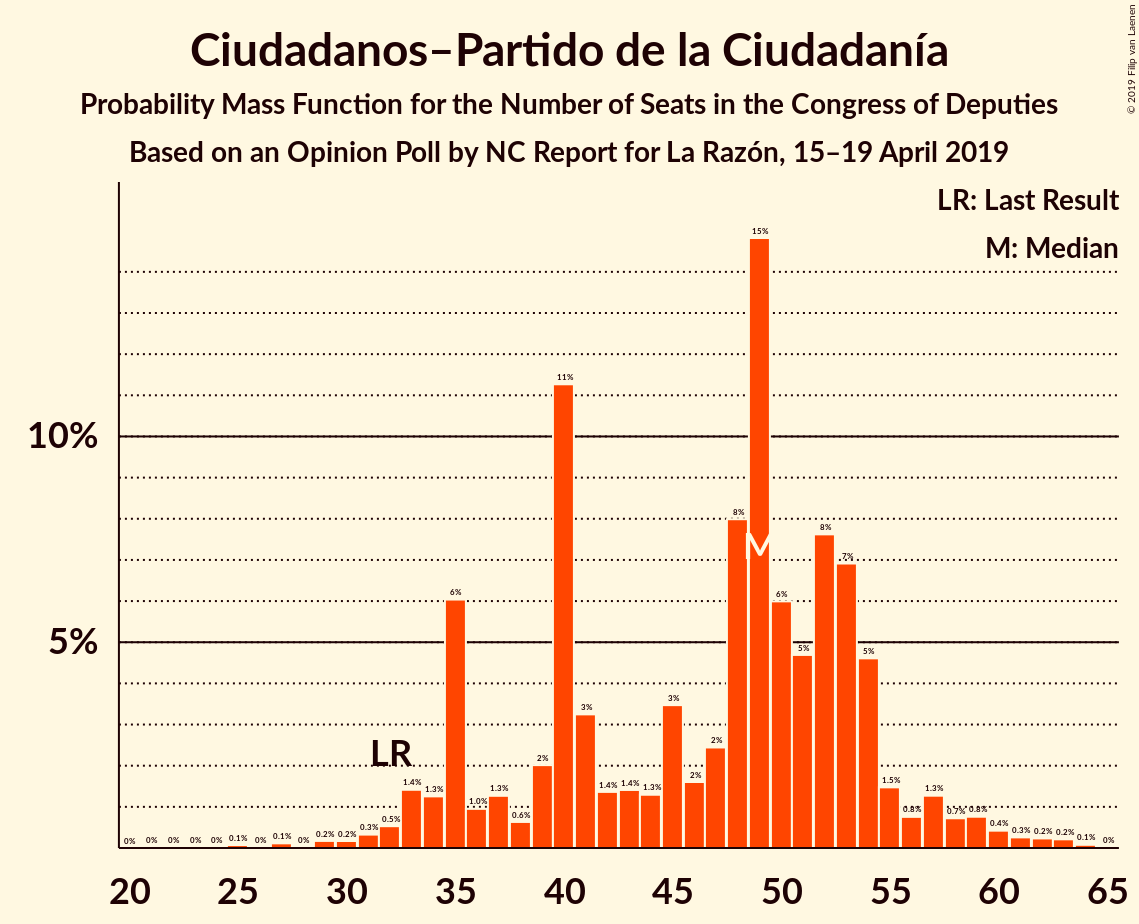 Ciudadanos–Partido de la Ciudadanía
Probability Mass Function for the Number of Seats in the Congress of Deputies
Based on an Opinion Poll by NC Report for La Razón, 15–19 April 2019
© 2019 Filip van Laenen
LR: Last Result
M: Median
10%
5%
LR
M
0% 0% 0% 0% 0% 0.1% 0% 0.1% 0% 0.2% 0.2% 0.3% 0.5% 1.4% 1.3% 6% 1.0% 1.3% 0.6% 2% 11% 3% 1.4% 1.4% 1.3% 3% 2% 2% 8% 15% 6% 5% 8% 7% 5% 1.5% 0.8% 1.3% 0.7% 0.8% 0.4% 0.3% 0.2% 0.2% 0.1% 0%
20 25 30 35 40 45 50 55 60 65